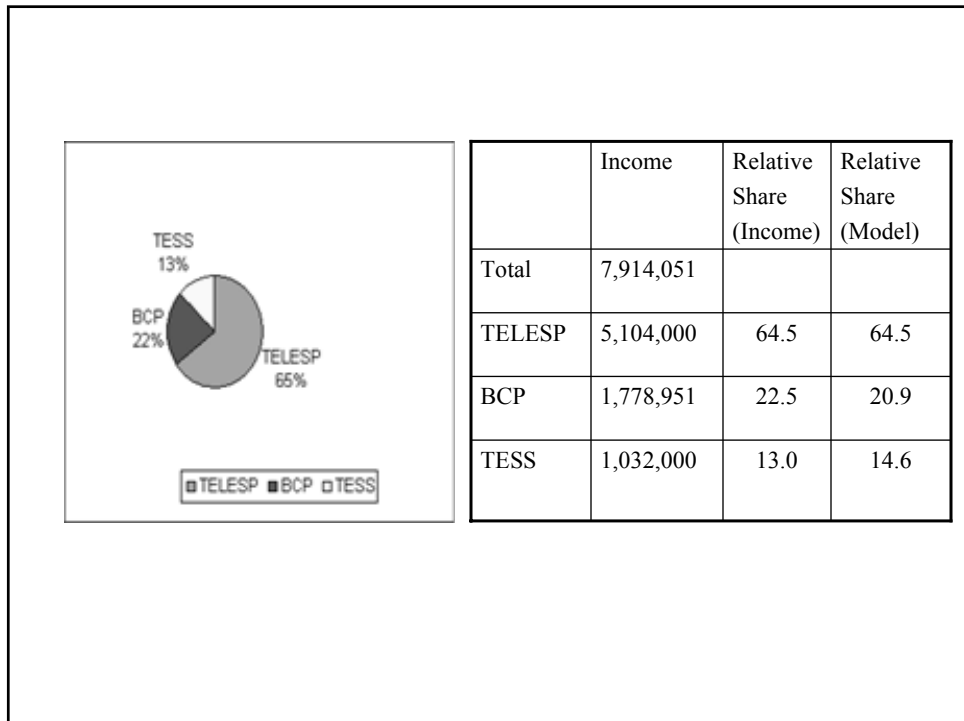 TESS
13%
BCP
22%
TELESP
65%
TELESP BCP TESS
Income Relative Share (Income) Relative Share (Model)
Total 7,914,051
TELESP 5,104,000 64.5 64.5
BCP 1,778,951 22.5 20.9
TESS 1,032,000 13.0 14.6